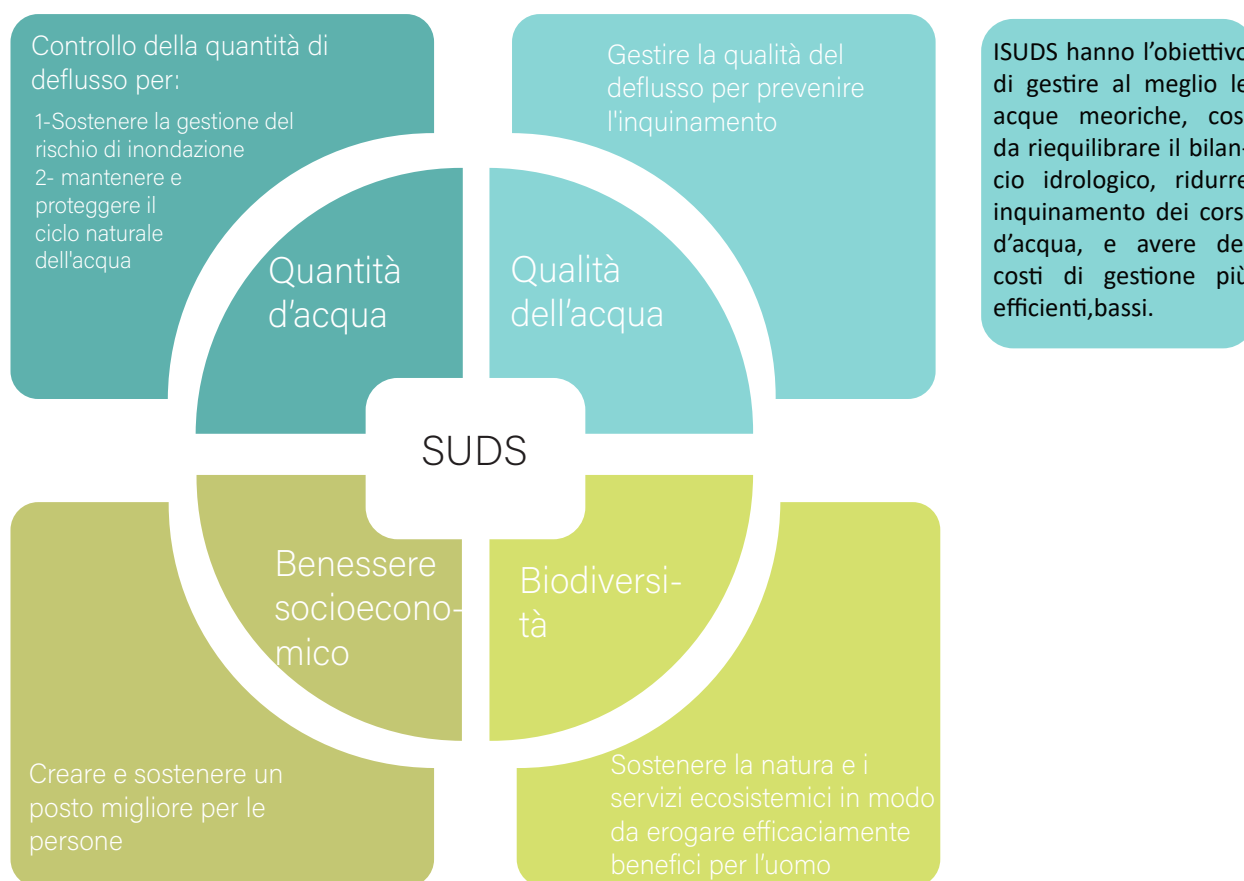 Controllo della quantità di
deflusso per:
1-Sostenere la gestione del
rischio di inondazione
2- mantenere e
proteggere il
ciclo naturale
dell'acqua
Quantità
d’acqua
Gestire la qualità del
deflusso per prevenire
l'inquinamento
Qualità
dell’acqua
SUDS
Benessere
socioecono-
mico
Creare e sostenere un
posto migliore per le
persone
Biodiversi-
tà
Sostenere la natura e i
servizi ecosistemici in modo
da erogare efficaciamente
benefici per l’uomo
ISUDS hanno l’obiettivo
di gestire al meglio le
acque meoriche, cos
da riequilibrare il bilan-
cio idrologico, ridurre
inquinamento dei cors
d’acqua, e avere de
costi di gestione più
efficienti,bassi.